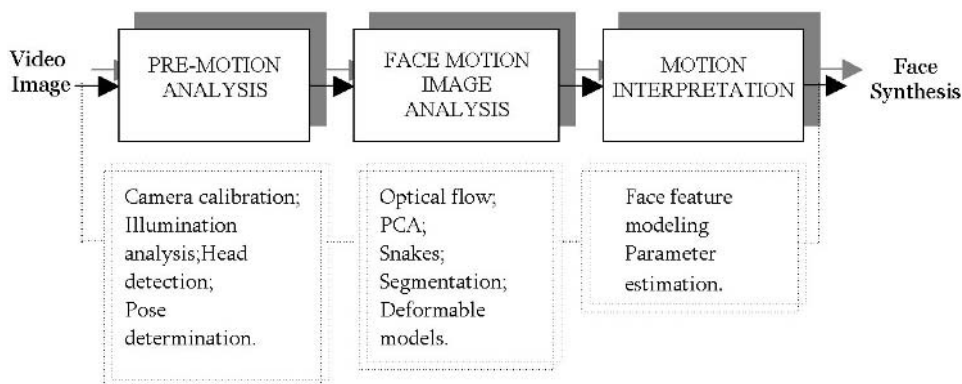 Video
Image
PRE-MOTION
ANALYSIS
FACE MOTION
IMAGE
ANALYSIS
MOTION
INTERPRETATION
Face
Synthesis
Camera calibration;
Illumination
analysis;Head
detection;
Pose
determination.
Optical flow;
PCA;
Snakes;
Segmentation;
Deformable
models.
Face feature
modeling
Parameter
estimation.